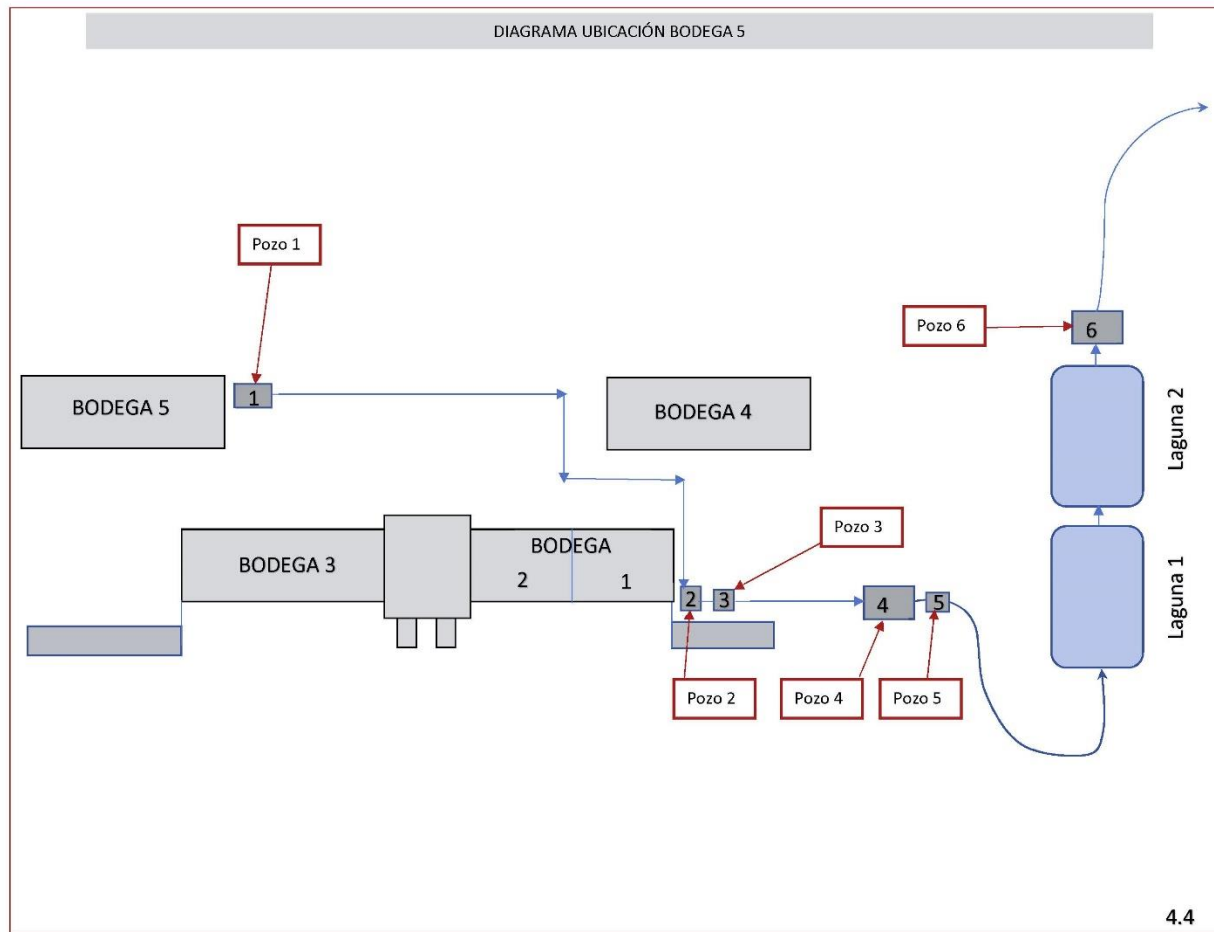 DIAGRAMA UBICACIÓN BODEGA 5
Pozo 1
Pozo 6
6
BODEGA 5
1
BODEGA 4
Laguna 2
Pozo 3
BODEGA 3
BODEGA
2
1
Laguna 1
2
3
4
5
Pozo 2
Pozo 4
Pozo 5
4.4